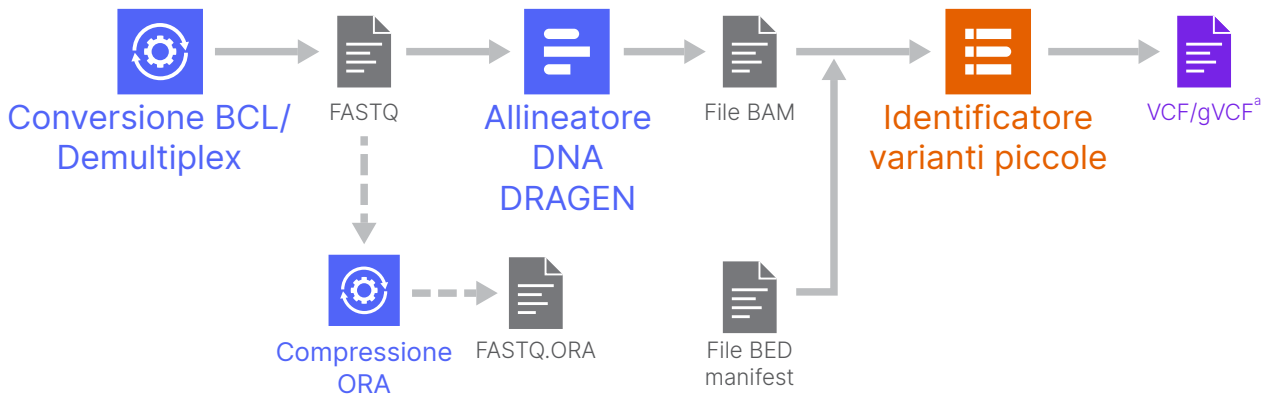 Conversione BCL/
Demultiplex
FASTQ
Allineatore
DNA
DRAGEN
File BAM
Identificatore
varianti piccole
VCF/gVCFª
Compressione
ORA
FASTQ.ORA
File BED
manifest